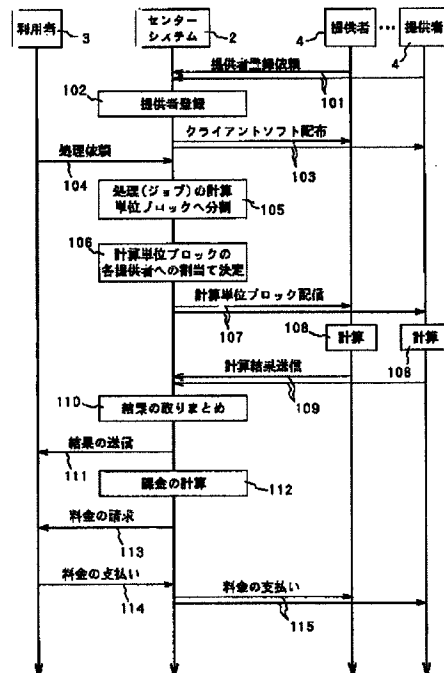 利用者
3
センター
システム
2
4
提供者
…
提供者
4
提供者登録依頼
101
102
提供者登録
クライアントソフト配布
103
処理依頼
104
処理(ジョブ)の計算
単位ブロックへ分割
105
106
計算単位ブロックの
各提供者への割当て決定
計算単位ブロック配信
107
108
計算
計算
108
計算結果送信
109
110
結果の取りまとめ
結果の送信
111
課金の計算
112
料金の請求
113
料金の支払い
114
料金の支払い
115